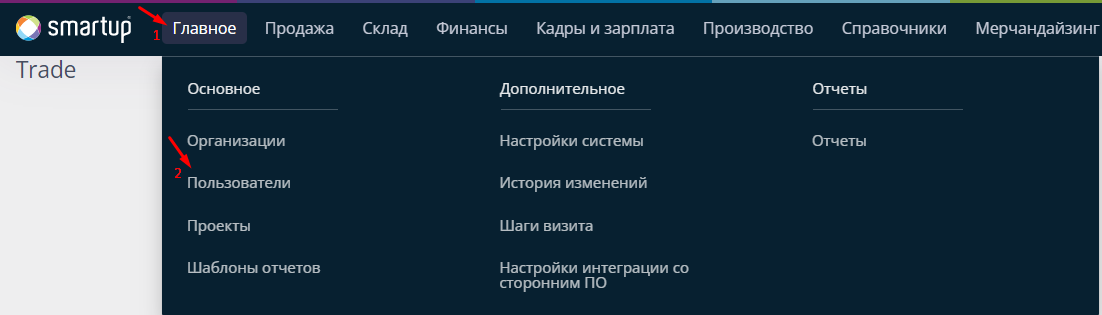 smartup
1
Главное
Продажа
Склад
Финансы
Кадры и зарплата
Производство
Справочники
Мерчандайзинг
Trade
Основное
Организации
2
Пользователи
Проекты
Шаблоны отчетов
Дополнительное
Настройки системы
История изменений
Шаги визита
Настройки интеграции со
сторонним ПО
Отчеты
Отчеты